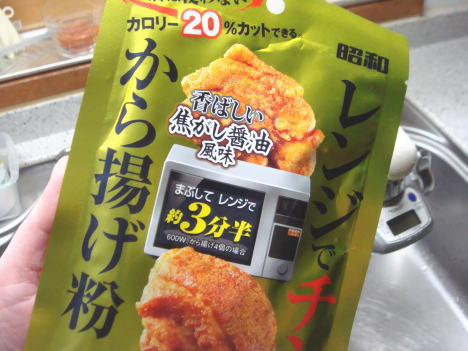 カロリー20%カットできる。
昭和
レンジでチ
から揚げ粉
香ばしい
焦がし醤油
風味
まぶして レンジで
約3分半
600W、から揚げ4個の場合